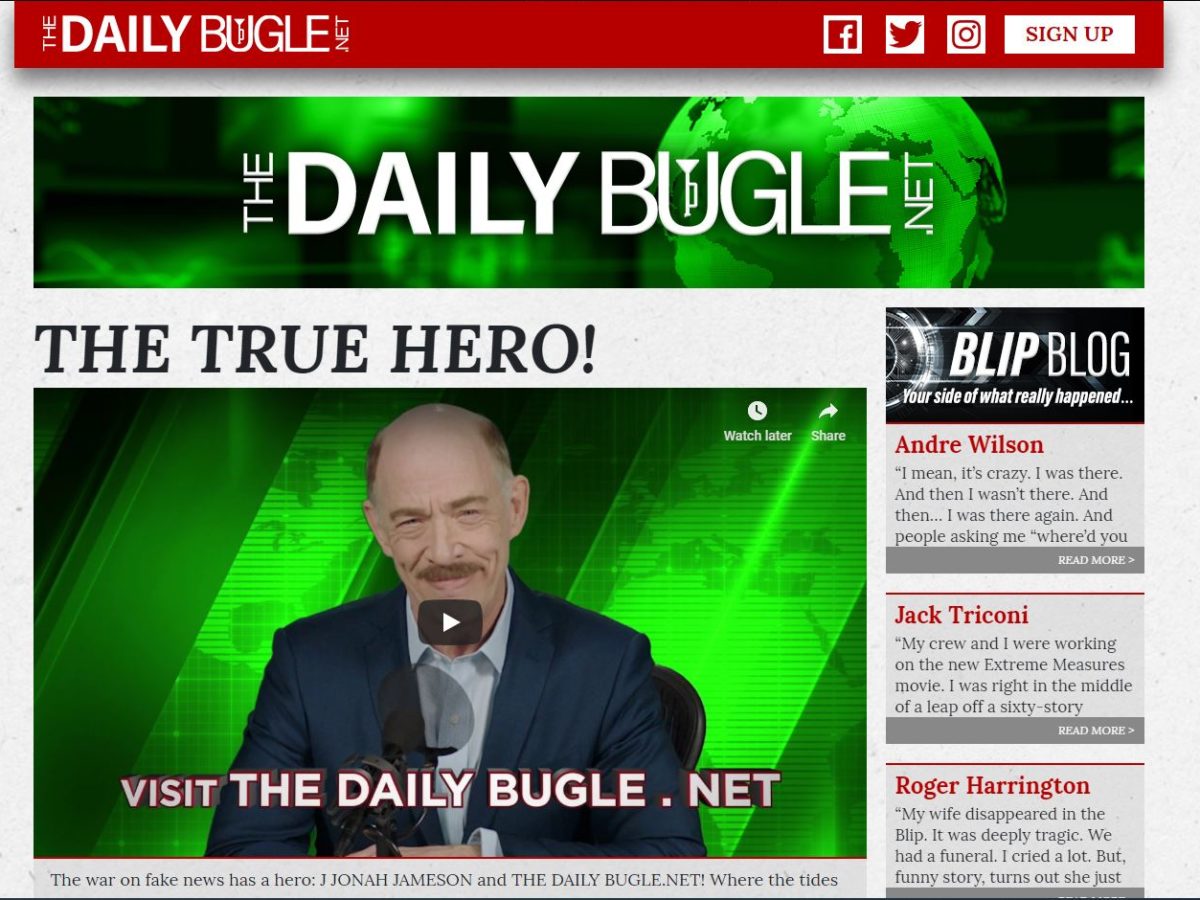 THE DAILY BUGLE .NET
SIGN UP
THE DAILY BUGLE .NET
THE TRUE HERO!
Watch later
Share
VISIT THE DAILY BUGLE . NET
The war on fake news has a hero: J JONAH JAMESON and THE DAILY BUGLE.NET! Where the tides
BLIP BLOG
Your side of what really happened...
Andre Wilson
“I mean, it’s crazy. I was there.
And then I wasn’t there. And
then... I was there again. And
people asking me “where’d you
READ MORE >
Jack Triconi
“My crew and I were working
on the new Extreme Measures
movie. I was right in the middle
of a leap off a sixty-story
READ MORE >
Roger Harrington
“My wife disappeared in the
Blip. It was deeply tragic. We
had a funeral. I cried a lot. But,
funny story, turns out she just